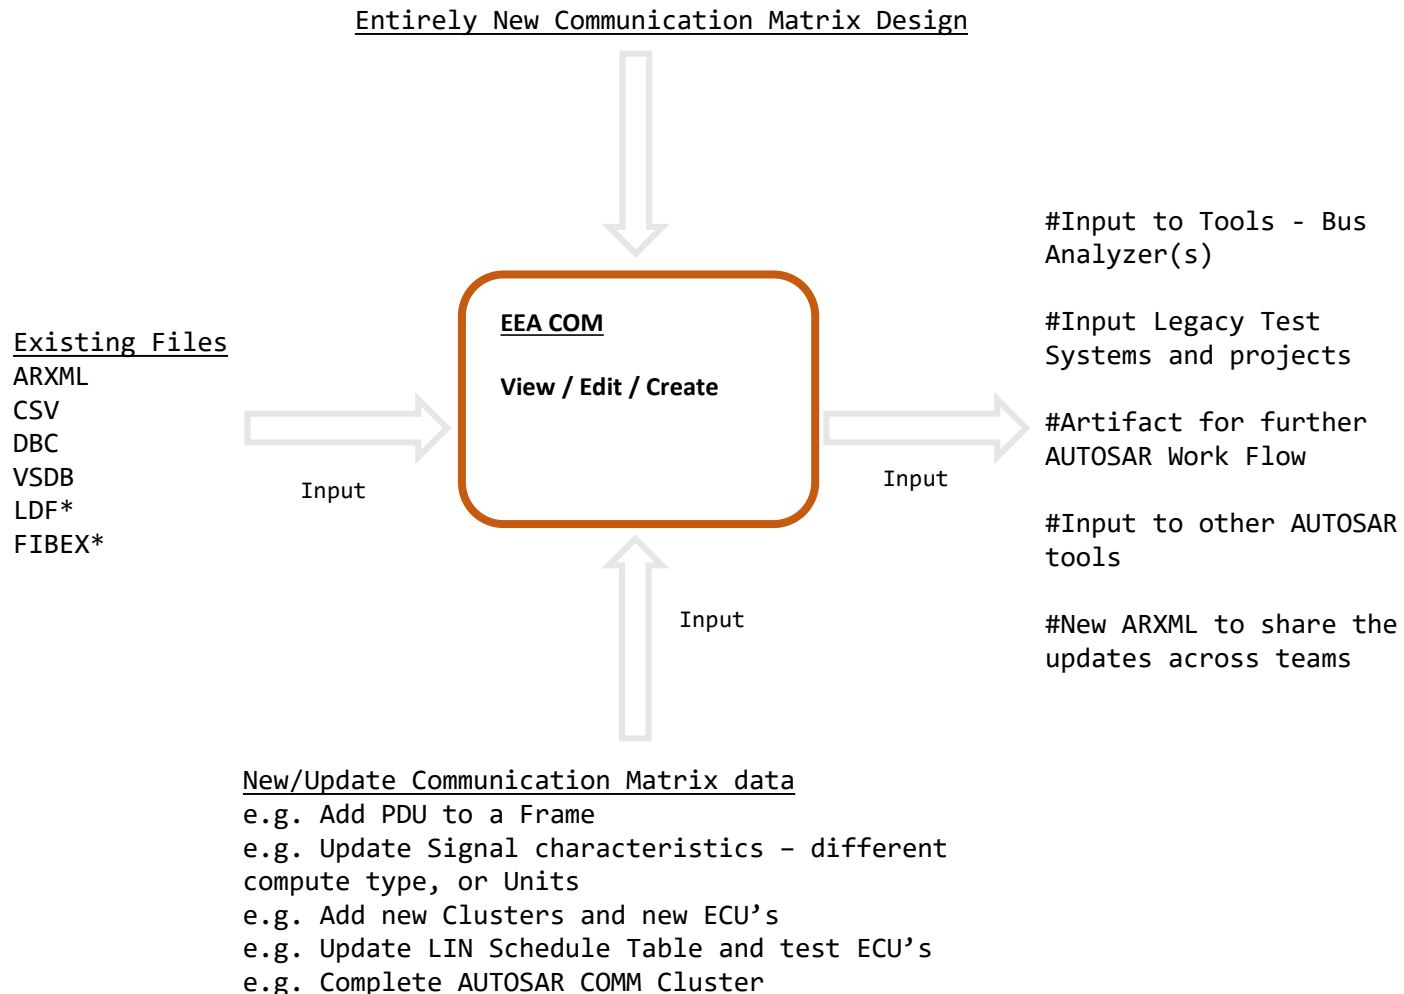 Entirely New Communication Matrix Design
#Input to Tools - Bus
Analyzer(s)
#Input Legacy Test
Systems and projects
#Artifact for further
AUTOSAR Work Flow
#Input to other AUTOSAR
tools
#New ARXML to share the
updates across teams
EEA COM
View / Edit / Create
Existing Files
ARXML
CSV
DBC
VSDB
LDF*
FIBEX*
Input
Input
Input
New/Update Communication Matrix data
e.g. Add PDU to a Frame
e.g. Update Signal characteristics – different
compute type, or Units
e.g. Add new Clusters and new ECU’s
e.g. Update LIN Schedule Table and test ECU’s
e.g. Complete AUTOSAR COMM Cluster